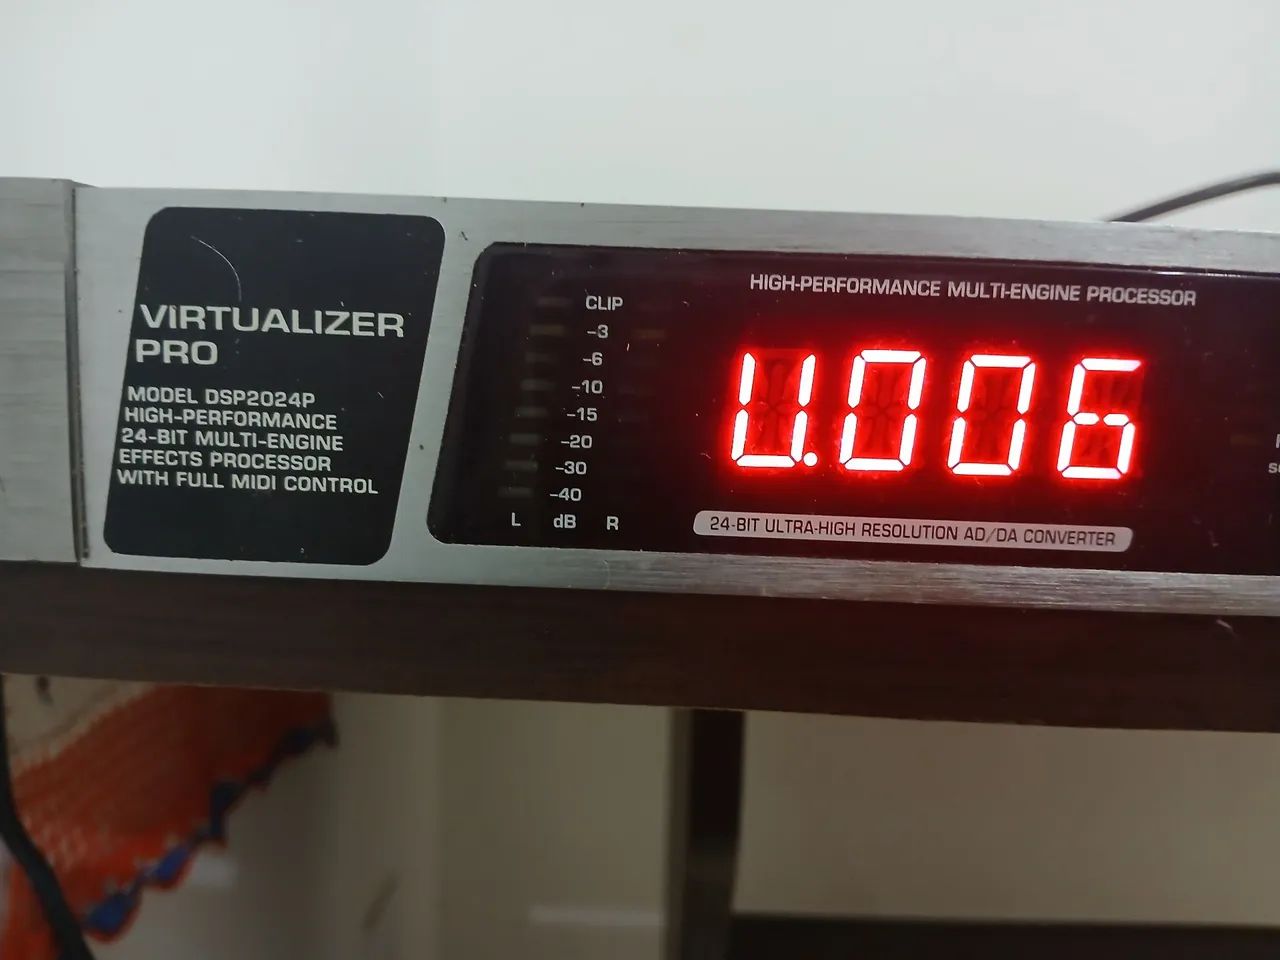 VIRTUALIZER
PRO
MODEL DSP2024P
HIGH-PERFORMANCE
24-BIT MULTI-ENGINE
EFFECTS PROCESSOR
WITH FULL MIDI CONTROL
CLIP
-3
-6
-10
-15
-20
-30
-40
L dB R
HIGH-PERFORMANCE MULTI-ENGINE PROCESSOR
U.006
24-BIT ULTRA-HIGH RESOLUTION AD/DA CONVERTER